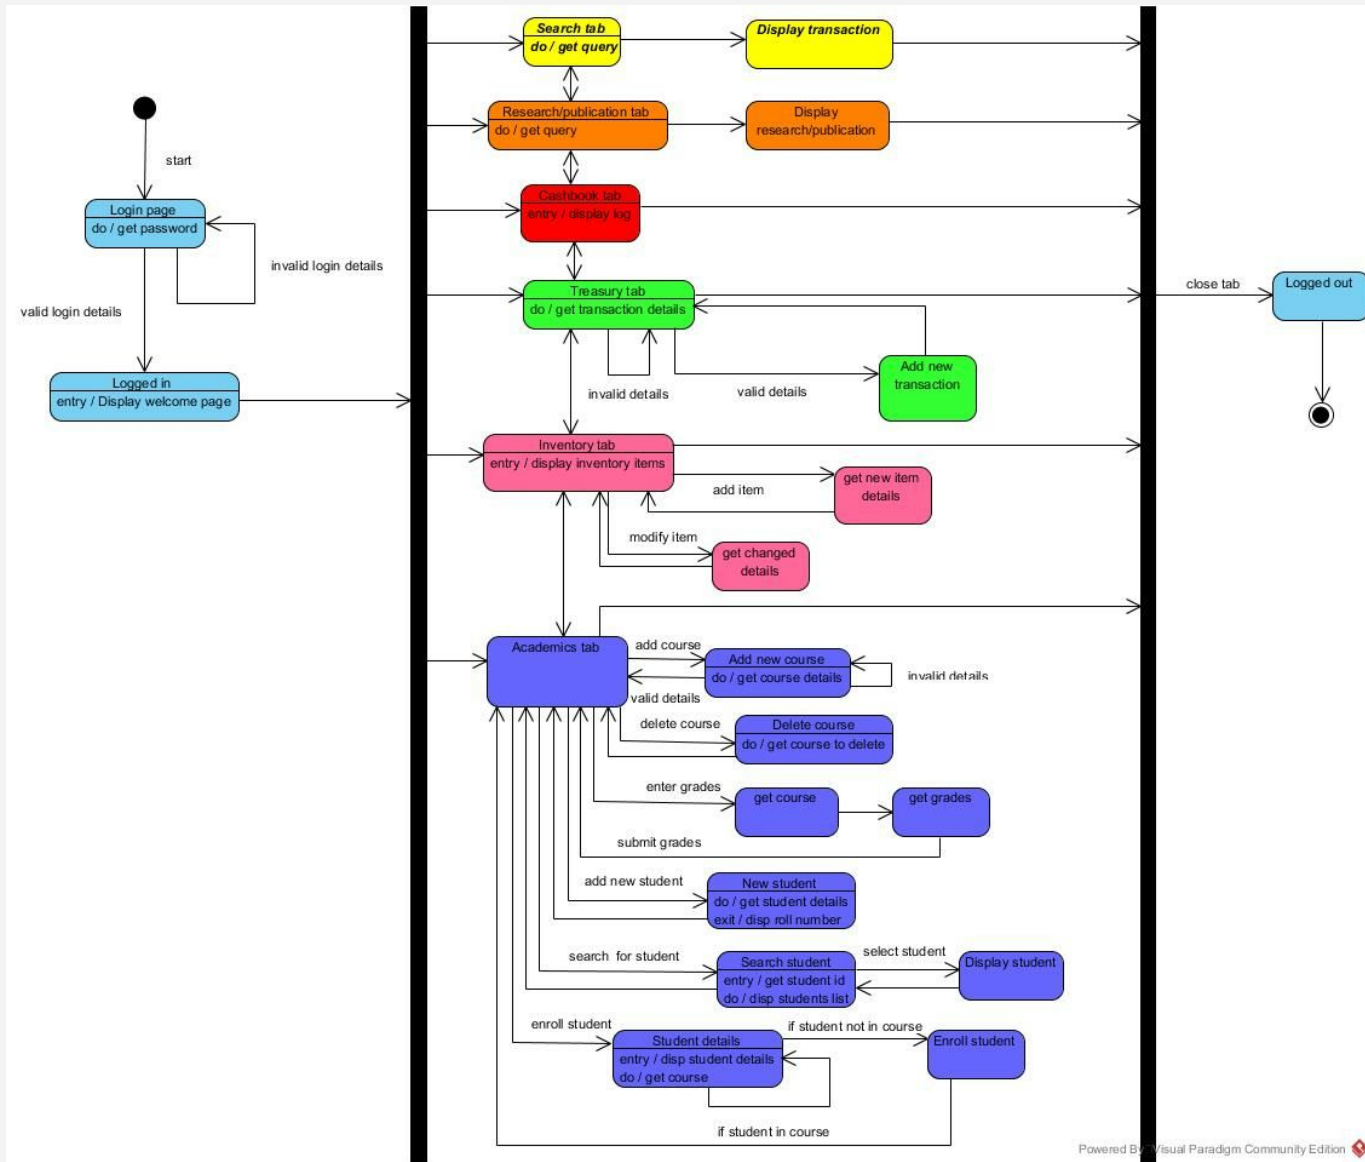 start
Login page
do / get password
invalid login details
valid login details
Logged in
entry / Display welcome page
Search tab
do / get query
Display transaction
Research/publication tab
do / get query
Display
research/publication
Cashbook tab
entry / display log
Treasury tab
do / get transaction details
invalid details
valid details
Add new
transaction
Inventory tab
entry / display inventory items
add item
get new item
details
modify item
get changed
details
Academics tab
add course
Add new course
do / get course details
invalid details
valid details
delete course
Delete course
do / get course to delete
enter grades
get course
get grades
submit grades
add new student
New student
do / get student details
exit / disp roll number
search for student
Search student
entry / get student id
do / disp students list
select student
Display student
enroll student
Student details
entry / disp student details
do / get course
if student not in course
Enroll student
if student in course
close tab
Logged out
Powered By Visual Paradigm Community Edition